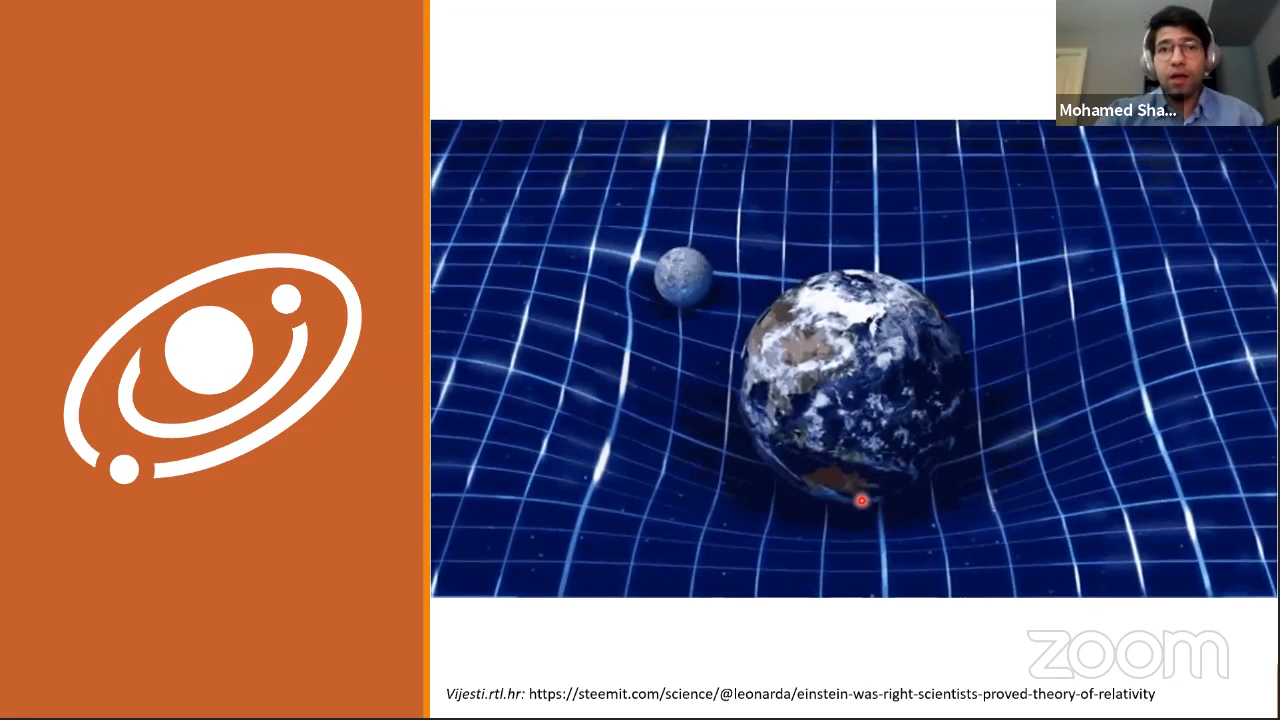 Mohamed Sha...
zoom
Vijesti.rtl.hr: https://steemit.com/science/@leonarda/einstein-was-right-scientists-proved-theory-of-relativity